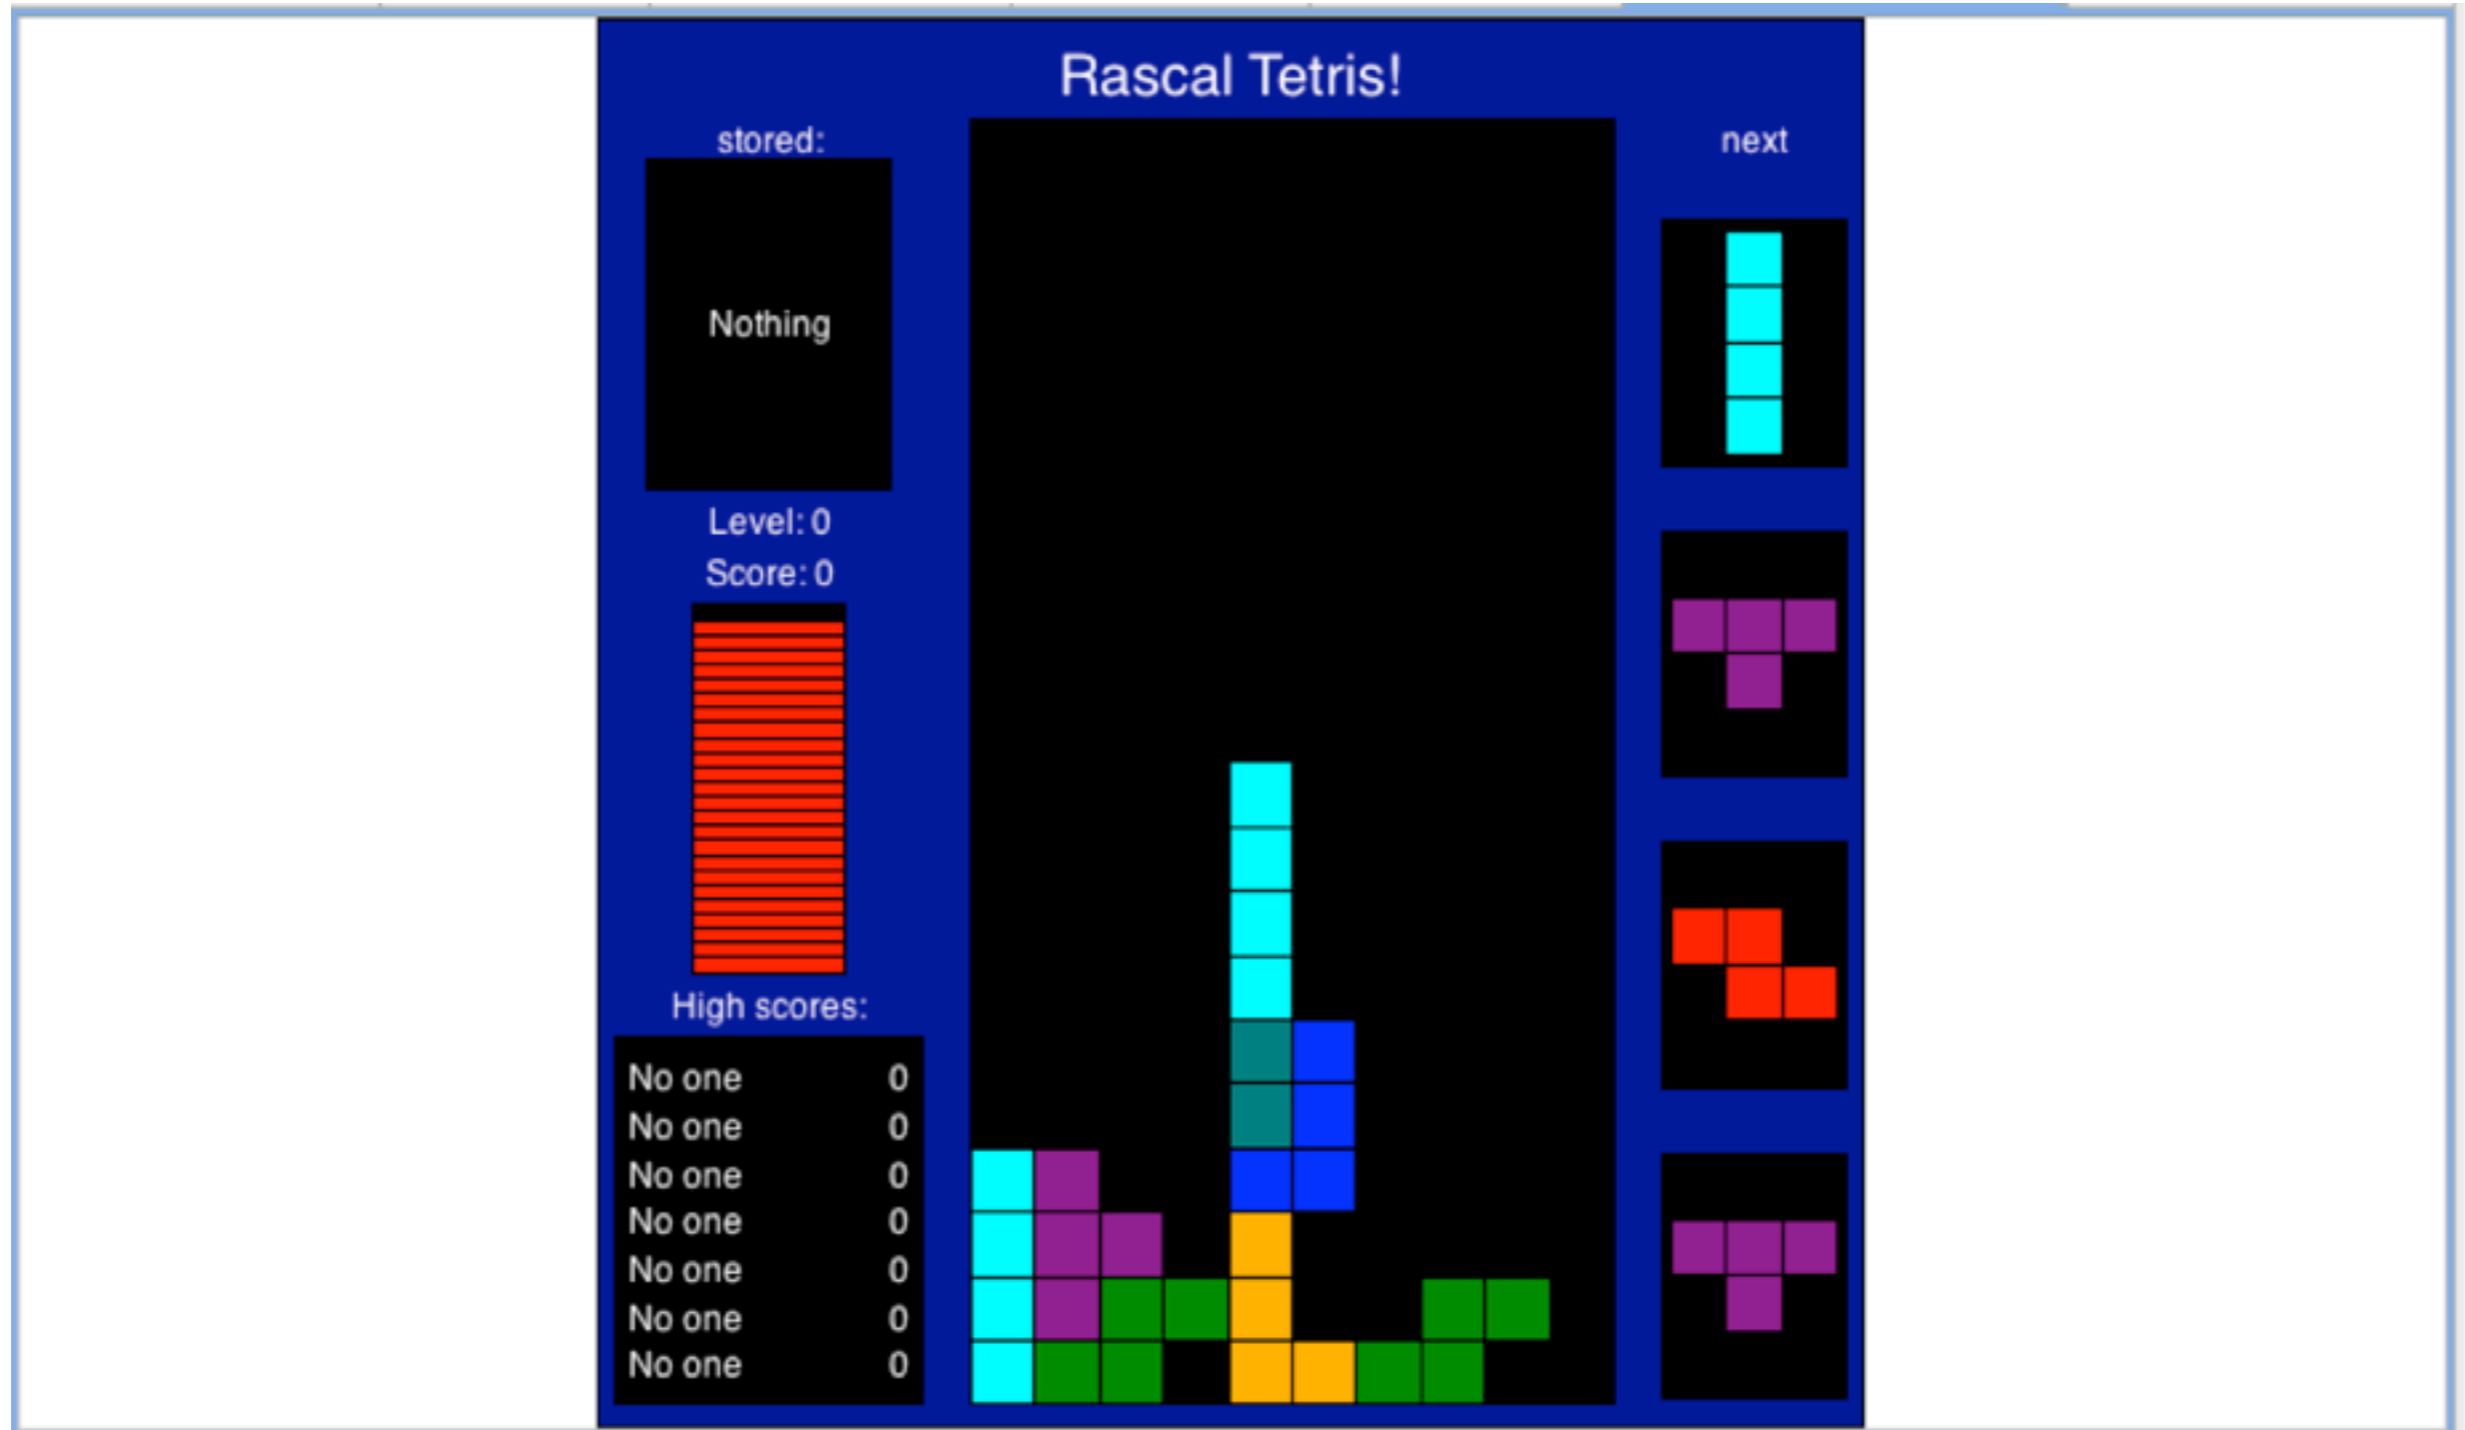 Rascal Tetris!
stored:
Nothing
Level: 0
Score: 0
High scores:
No one 0
No one 0
No one 0
No one 0
No one 0
No one 0
No one 0
next